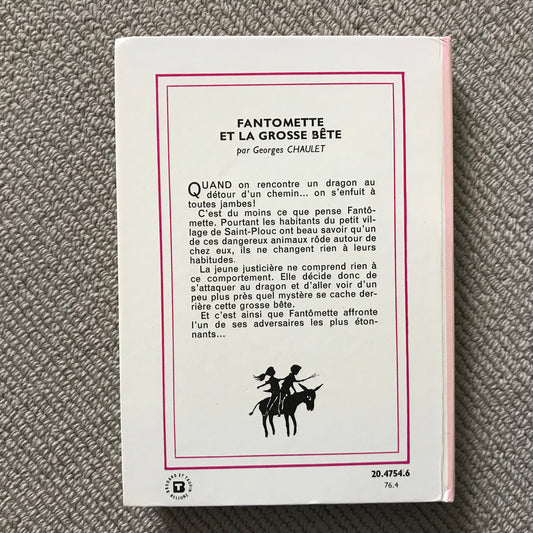 FANTOMETTE
ET LA GROSSE BÊTE
par Georges CHAULET
QUAND on rencontre un dragon au
détour d'un chemin... on s'enfuit à
toutes jambes!
C'est du moins ce que pense Fantô-
mette. Pourtant les habitants du petit vil-
lage de Saint-Plouc ont beau savoir qu'un
de ces dangereux animaux rôde autour de
chez eux, ils ne changent rien à leurs
habitudes.
La jeune justicière ne comprend rien à
ce comportement. Elle décide donc de
s'attaquer au dragon et d'aller voir d'un
peu plus près quel mystère se cache der-
rière cette grosse bête.
Et c'est ainsi que Fantômette affronte
l'un de ses adversaires les plus éton-
nants...
BRODARD ET TAUPIN
RELIURE
20.4754.6
76.4